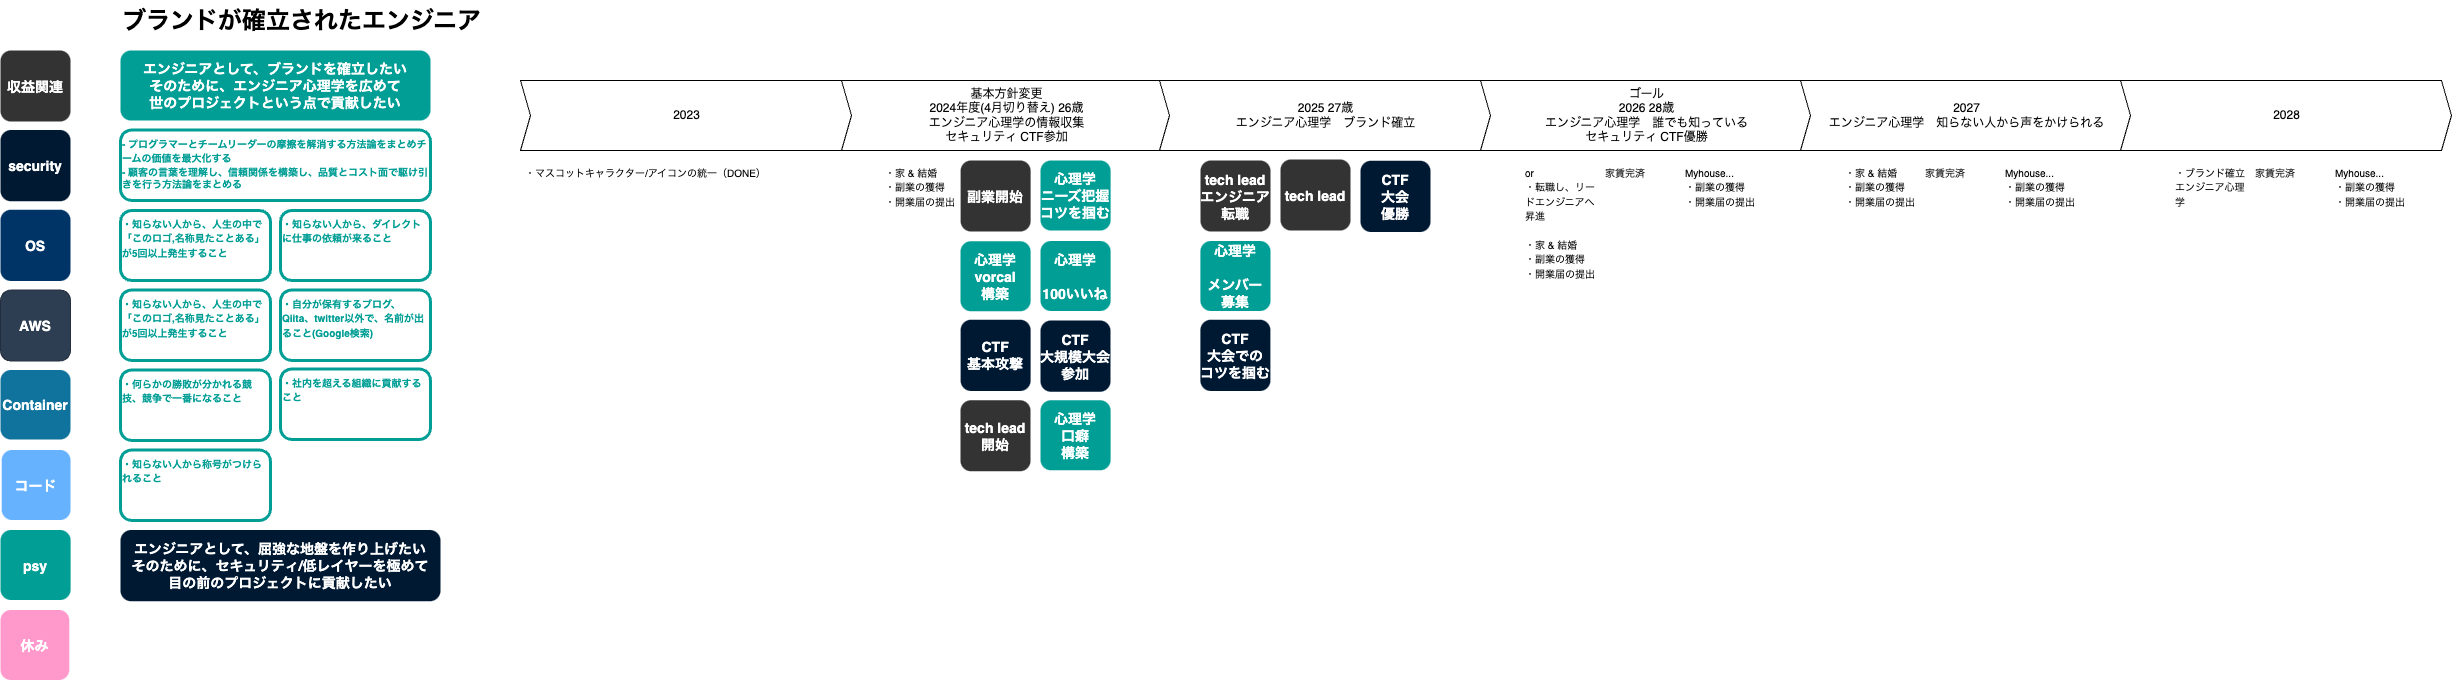 ブランドが確立されたエンジニア
収益関連
security
OS
AWS
Container
コード
psy
休み
エンジニアとして、ブランドを確立したい
そのために、エンジニア心理学を広めて
世のプロジェクトという点で貢献したい
- プログラマーとチームリーダーの摩擦を解消する方法論をまとめチ
ームの価値を最大化する
- 顧客の言葉を理解し、信頼関係を構築し、品質とコスト面で駆け引
きを行う方法論をまとめる
・知らない人から、人生の中で
「このロゴ,名称見たことある」
が5回以上発生すること
・知らない人から、ダイレクト
に仕事の依頼が来ること
・知らない人から、人生の中で
「このロゴ,名称見たことある」
が5回以上発生すること
・自分が保有するブログ、
Qiita、twitter以外で、名前が出
ること(Google検索)
・何らかの勝敗が分かれる競
技、競争で一番になること
・社内を超える組織に貢献する
こと
・知らない人から称号がつけら
れること
エンジニアとして、屈強な地盤を作り上げたい
そのために、セキュリティ/低レイヤーを極めて
目の前のプロジェクトに貢献したい
2023
・マスコットキャラクター/アイコンの統一（DONE）
基本方針変更
2024年度(4月切り替え) 26歳
エンジニア心理学の情報収集
セキュリティ CTF参加
・家 & 結婚
・副業の獲得
・開業届の提出
副業開始
心理学
ニーズ把握
コツを掴む
心理学
vorcal
構築
心理学
100いいね
CTF
基本攻撃
CTF
大規模大会
参加
tech lead
開始
心理学
口癖
構築
2025 27歳
エンジニア心理学　ブランド確立
tech lead
エンジニア
転職
tech lead
CTF
大会
優勝
心理学
メンバー
募集
CTF
大会での
コツを掴む
ゴール
2026 28歳
エンジニア心理学　誰でも知っている
セキュリティ CTF優勝
or
・転職し、リー
ドエンジニアへ
昇進
・家 & 結婚
・副業の獲得
・開業届の提出
家賃完済
Myhouse...
・副業の獲得
・開業届の提出
2027
エンジニア心理学　知らない人から声をかけられる
・家 & 結婚
・副業の獲得
・開業届の提出
家賃完済
Myhouse...
・副業の獲得
・開業届の提出
2028
・ブランド確立
エンジニア心理
学
家賃完済
Myhouse...
・副業の獲得
・開業届の提出